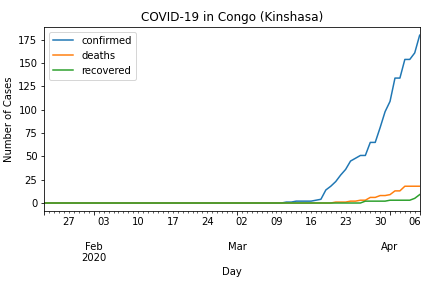 COVID-19 in Congo (Kinshasa)
confirmed
deaths
recovered
Number of Cases
175
150
125
100
75
50
25
0
27 03 10 17 24 02 09 16 23 30 06
Feb Mar Apr
2020
Day